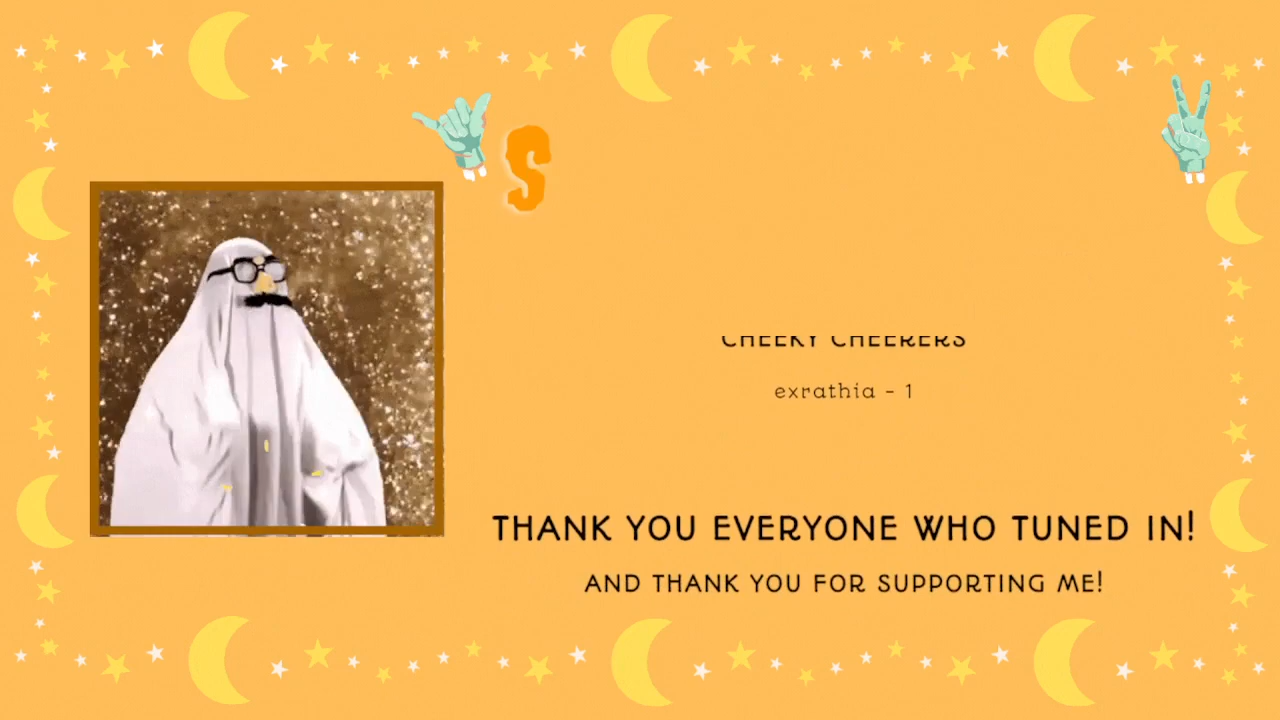 S
CHEEKY CHEERERS
exrathia - 1
THANK YOU EVERYONE WHO TUNED IN!
AND THANK YOU FOR SUPPORTING ME!